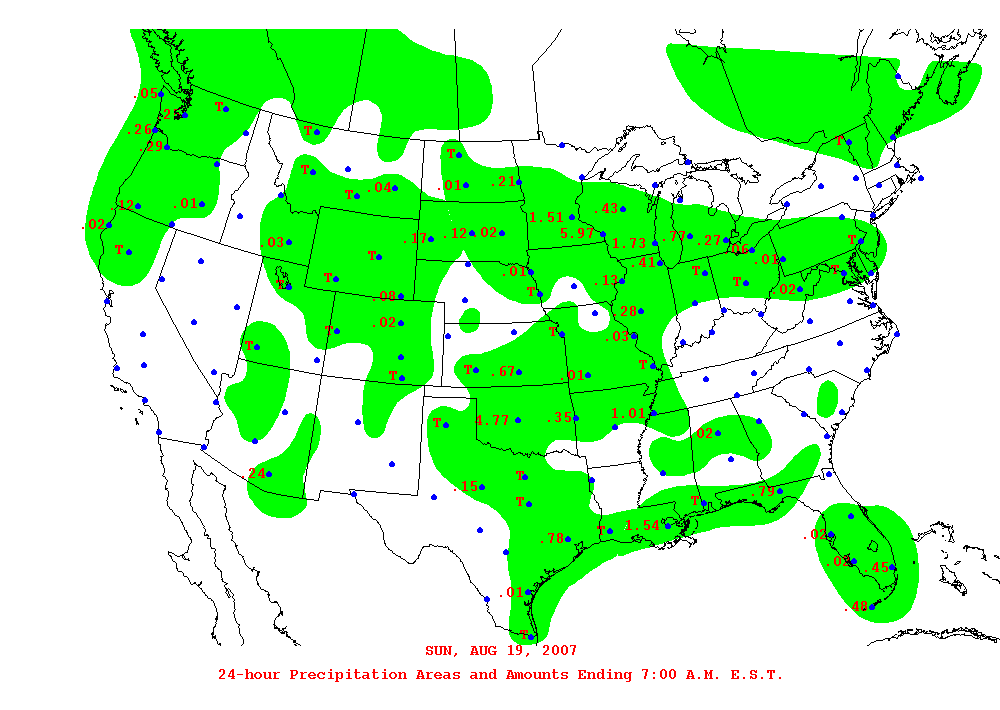 .05
.25
T
.26
.29
T
T
T
.04
.01
.21
T
.12
.01
.02
T
.03
.17
.12
.02
1.51
.43
5.97
1.73
.77
.27
.06
.01
T
T
.41
T
T
.02
T
T
.08
.01
T
.13
.02
T
.28
.03
T
T
T
T
.67
.01
T
T
4.77
.35
1.01
.02
.24
.15
T
T
T
.79
.78
T
1.54
.02
.02
.45
.01
.48
T
SUN, AUG 19, 2007
24-hour Precipitation Areas and Amounts Ending 7:00 A.M. E.S.T.